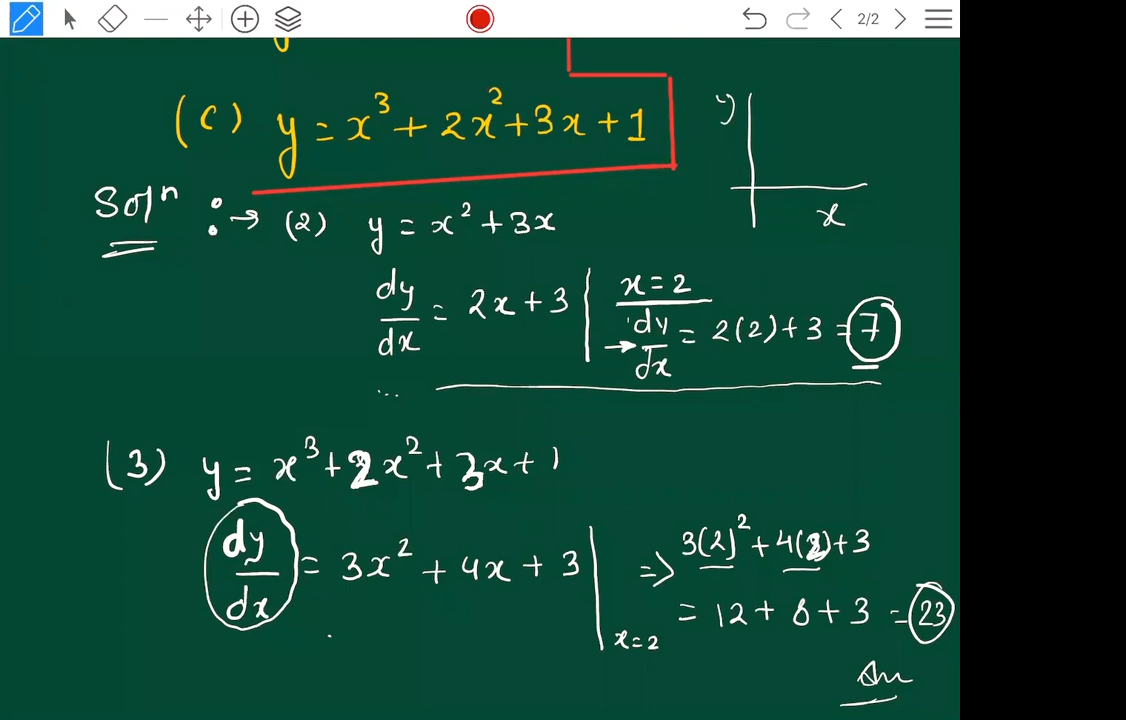 2/2
(c) y = x³ + 2x² + 3x + 1
y
x
Solⁿ :→ (2) y = x² + 3x
dy/dx = 2x + 3 | x = 2
dy/dx = 2(2) + 3 = 7
...
(3) y = x³ + 2x² + 3x + 1
dy/dx = 3x² + 4x + 3 | x=2 => 3(2)² + 4(2) + 3
= 12 + 8 + 3 = 23
Ans